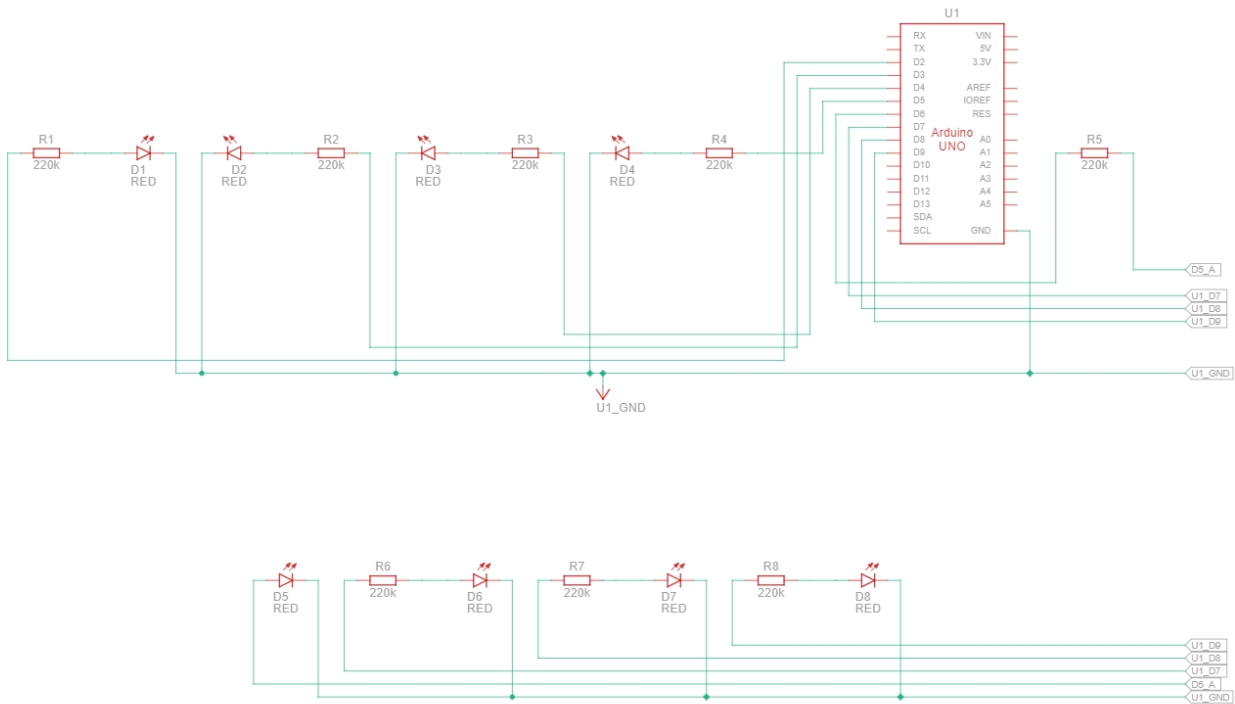 U1
RX
VIN
TX
5V
D2
3.3V
D3
D4
AREF
D5
IOREF
D6
RES
D7
Arduino
UNO
D8
A0
D9
A1
D10
A2
D11
A3
D12
A4
D13
A5
SDA
SCL
GND
R1
220k
D1
RED
D2
RED
R2
220k
D3
RED
R3
220k
D4
RED
R4
220k
R5
220k
D5_A
U1_D7
U1_D8
U1_D9
U1_GND
U1_GND
D5
RED
R6
220k
D6
RED
R7
220k
D7
RED
R8
220k
D8
RED
U1_D9
U1_D8
U1_D7
D5_A
U1_GND